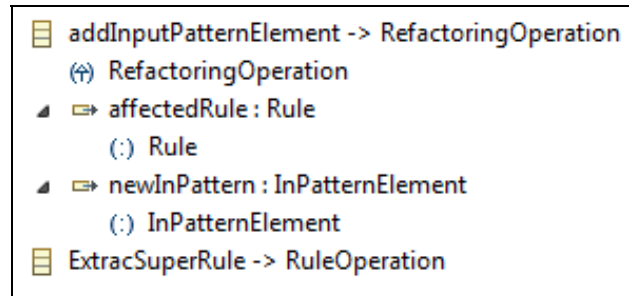 addInputPatternElement -> RefactoringOperation
RefactoringOperation
affectedRule : Rule
(:) Rule
newInPattern : InPatternElement
(:) InPatternElement
ExtracSuperRule -> RuleOperation